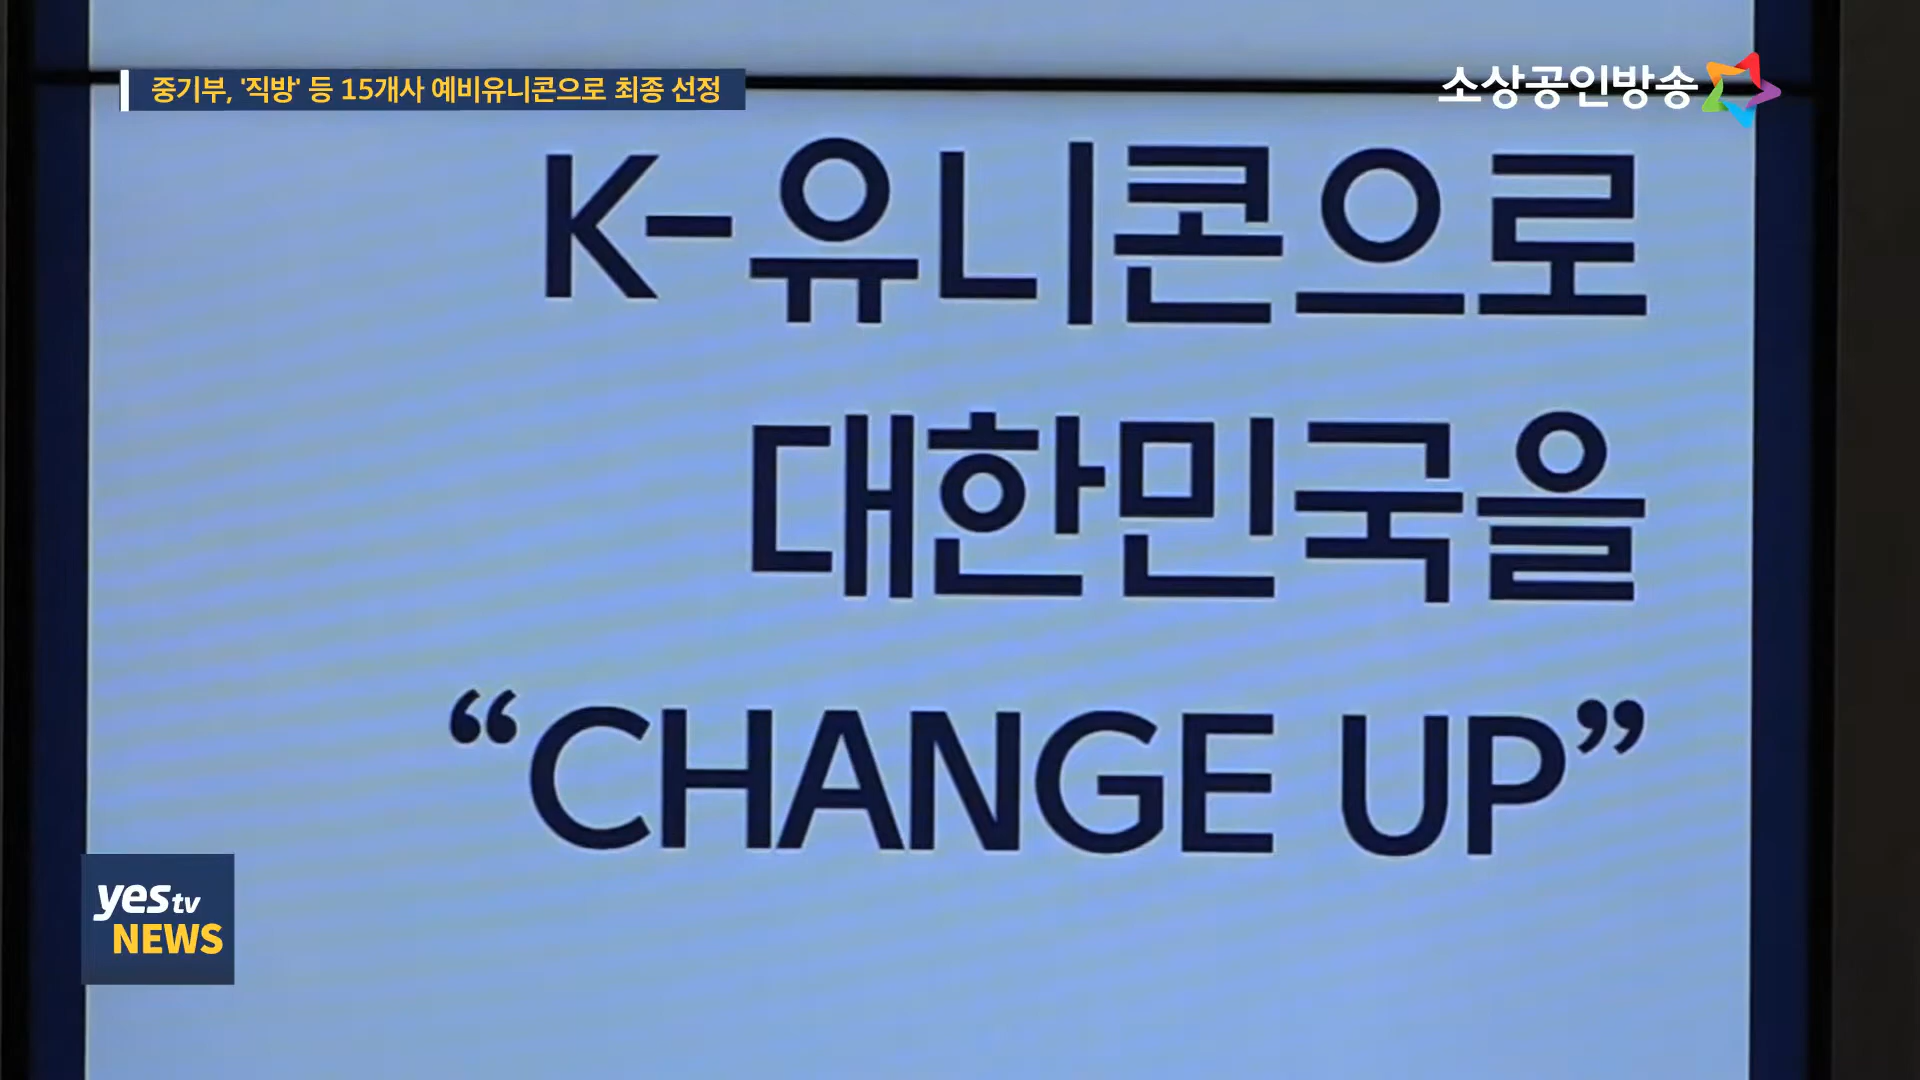 중기부, '직방' 등 15개사 예비유니콘으로 최종 선정
소상공인방송
K-유니콘으로
대한민국을
“CHANGE UP”
yes tv
NEWS